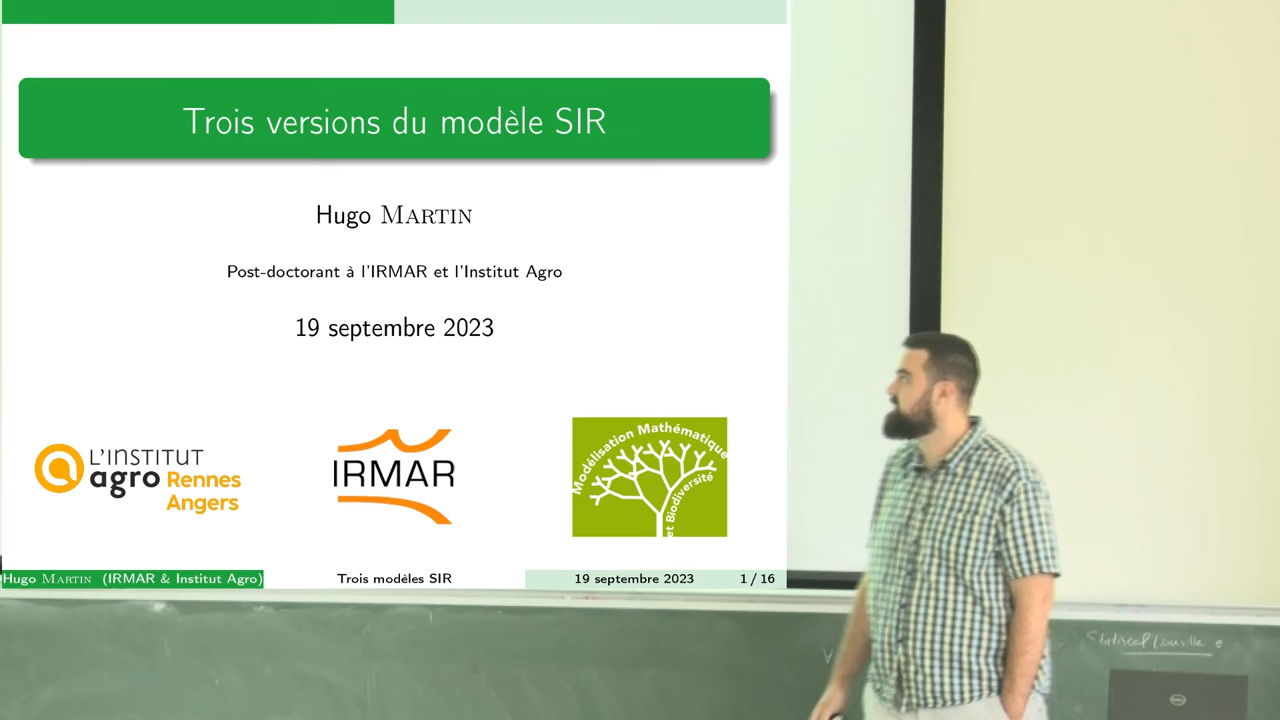 Trois versions du modèle SIR
Hugo MARTIN
Post-doctorant à l'IRMAR et l'Institut Agro
19 septembre 2023
L'INSTITUT
agro Rennes
Angers
IRMAR
Modélisation Mathématique
et Biodiversité
Hugo MARTIN (IRMAR & Institut Agro)
Trois modèles SIR
19 septembre 2023
1 / 16
DELL